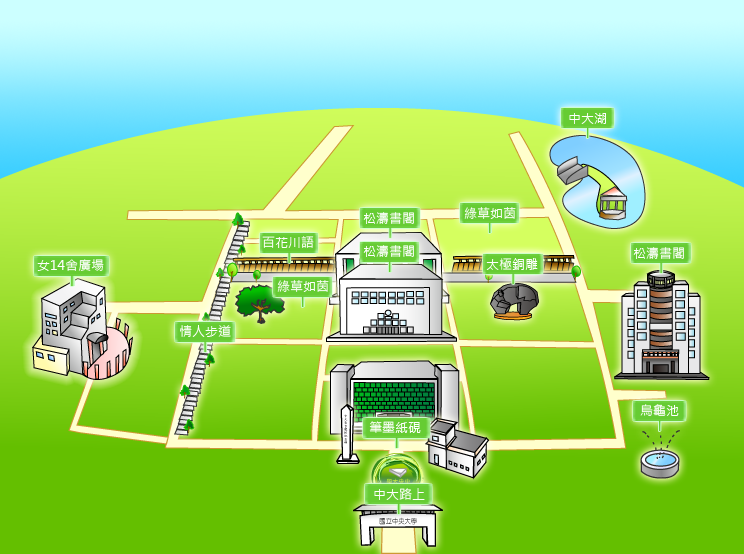 中大湖
松濤書閣
綠草如茵
百花川語
松濤書閣
松濤書閣
太極銅雕
女14舍廣場
綠草如茵
情人步道
烏龜池
筆墨紙硯
中大路上
國立中央大學